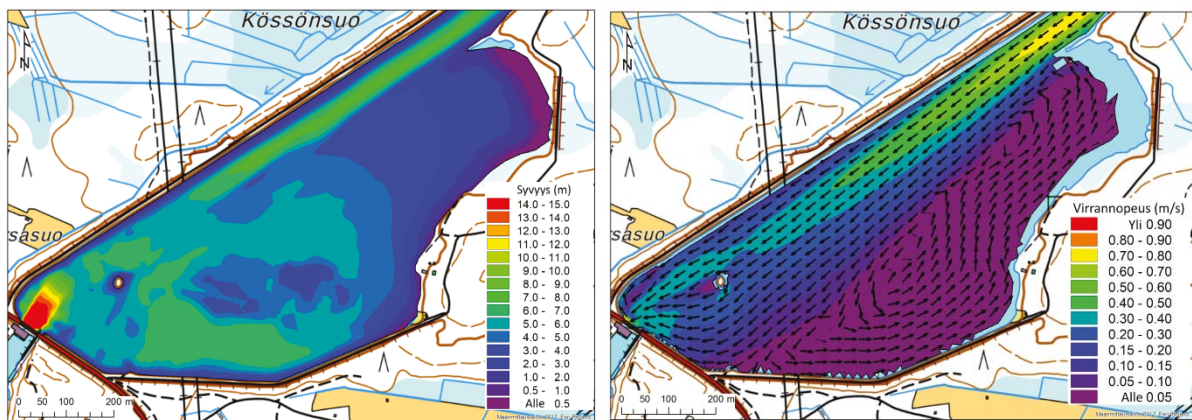 Kössönsuo
N
säsuo
Syvyys (m)
14.0 - 15.0
13.0 - 14.0
12.0 - 13.0
11.0 - 12.0
10.0 - 11.0
9.0 - 10.0
8.0 - 9.0
7.0 - 8.0
6.0 - 7.0
5.0 - 6.0
4.0 - 5.0
3.0 - 4.0
2.0 - 3.0
1.0 - 2.0
0.5 - 1.0
Alle 0.5
0 50 100 200 m
Kössönsuo
N
säsuo
Virrannopeus (m/s)
Yli 0.90
0.80 - 0.90
0.70 - 0.80
0.60 - 0.70
0.50 - 0.60
0.40 - 0.50
0.30 - 0.40
0.20 - 0.30
0.15 - 0.20
0.10 - 0.15
0.05 - 0.10
Alle 0.05
0 50 100 200 m